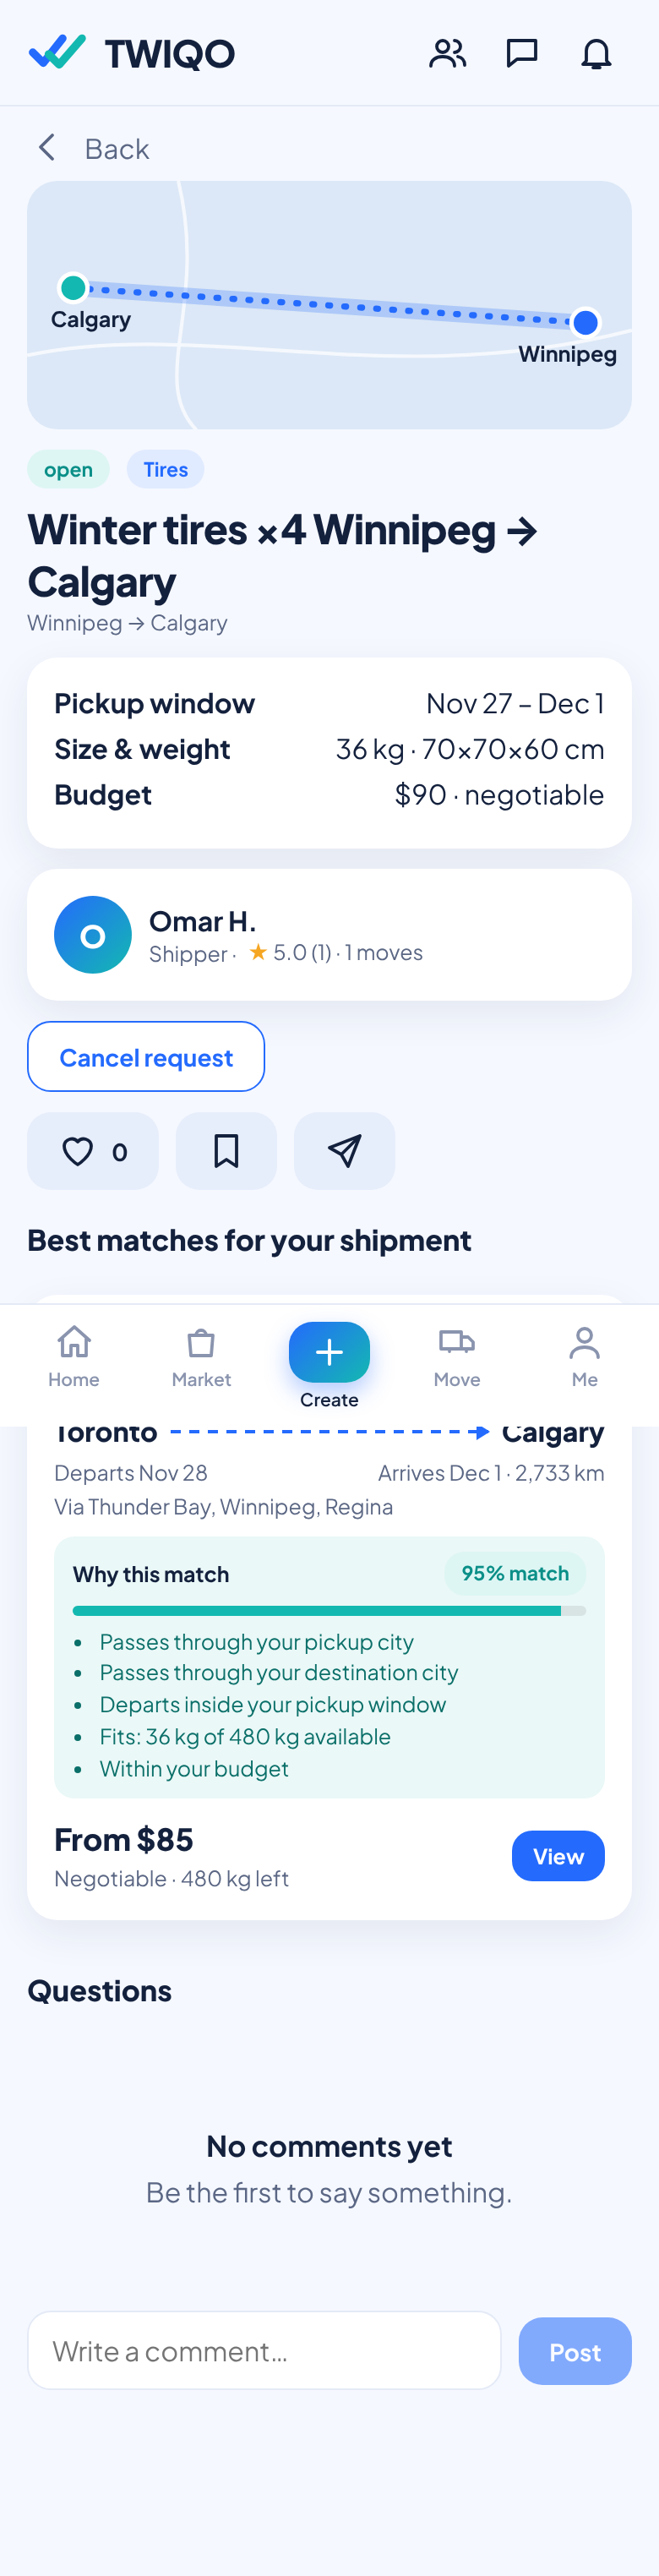 TWIQO
Back
Calgary
Winnipeg
open
Tires
Winter tires ×4 Winnipeg →
Calgary
Winnipeg → Calgary
Pickup window
Nov 27 – Dec 1
Size & weight
36 kg · 70×70×60 cm
Budget
$90 · negotiable
O
Omar H.
Shipper · ★ 5.0 (1) · 1 moves
Cancel request
0
Best matches for your shipment
Home
Market
Create
Move
Me
Toronto
Calgary
Departs Nov 28
Arrives Dec 1 · 2,733 km
Via Thunder Bay, Winnipeg, Regina
Why this match
95% match
• Passes through your pickup city
• Passes through your destination city
• Departs inside your pickup window
• Fits: 36 kg of 480 kg available
• Within your budget
From $85
Negotiable · 480 kg left
View
Questions
No comments yet
Be the first to say something.
Write a comment...
Post